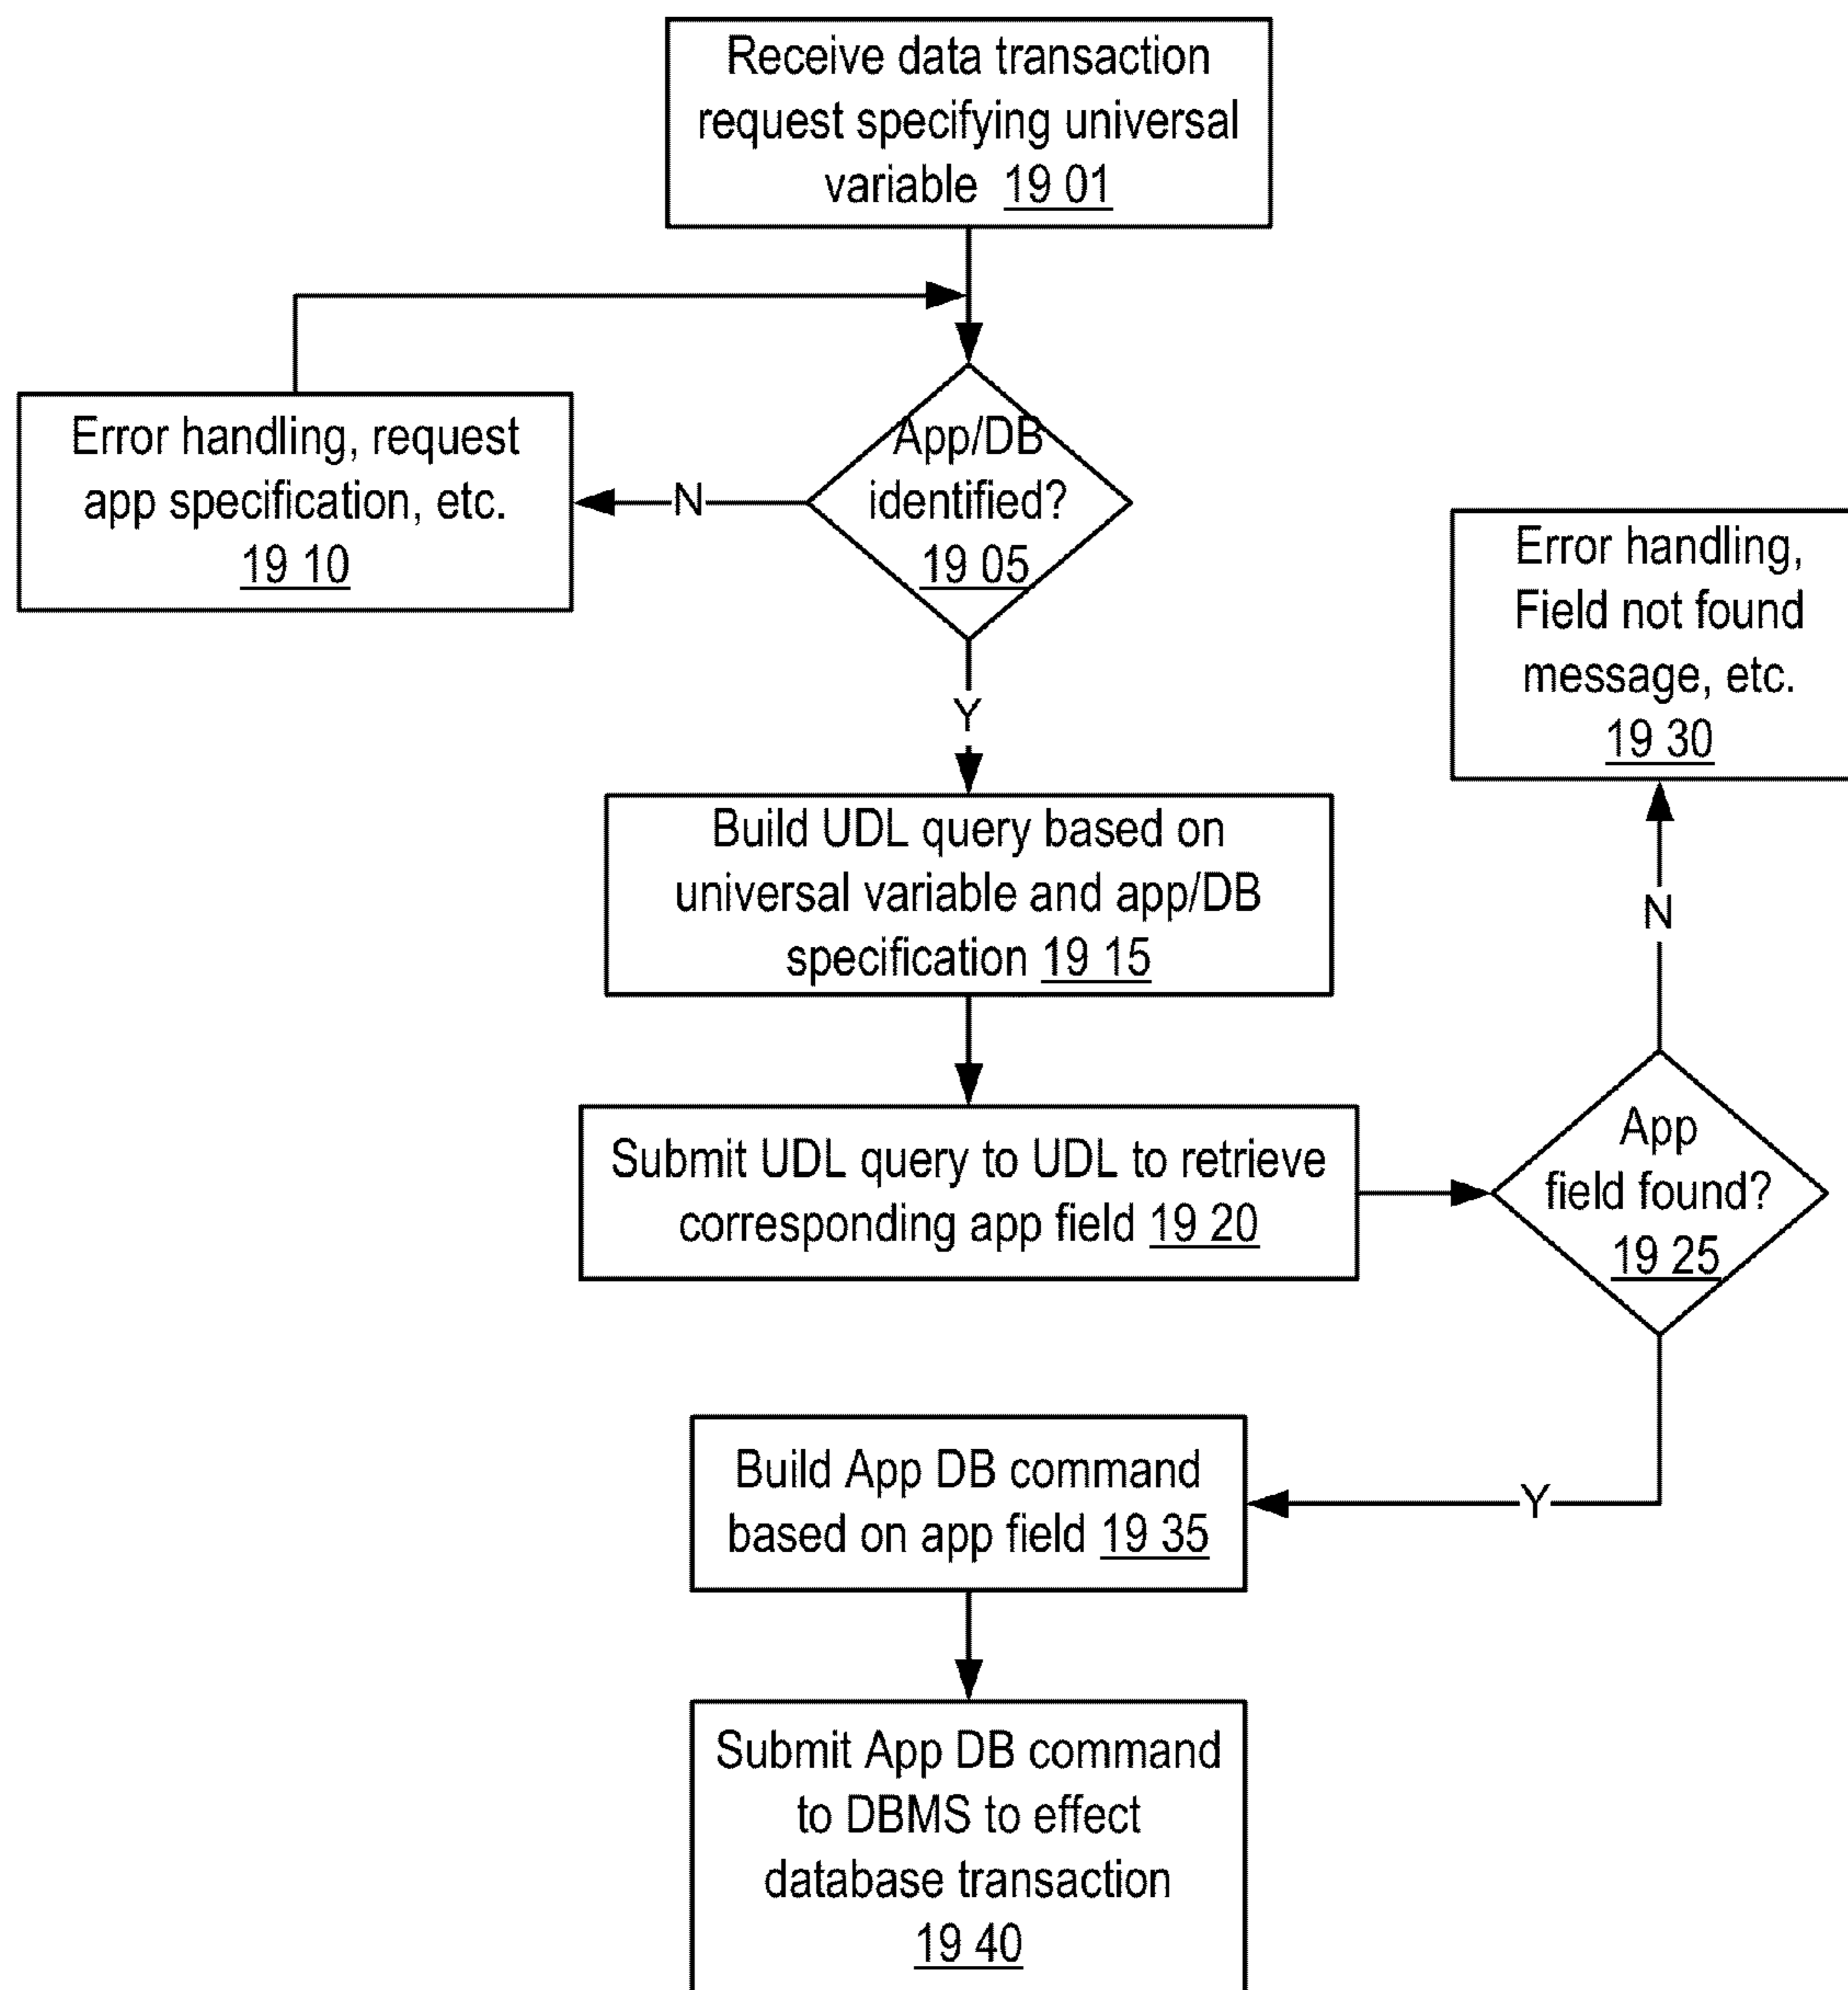 Receive data transaction
request specifying universal
variable 19 01
App/DB
identified?
19 05
N
Error handling, request
app specification, etc.
19 10
Y
Build UDL query based on
universal variable and app/DB
specification 19 15
Submit UDL query to UDL to retrieve
corresponding app field 19 20
App
field found?
19 25
N
Error handling,
Field not found
message, etc.
19 30
Y
Build App DB command
based on app field 19 35
Submit App DB command
to DBMS to effect
database transaction
19 40